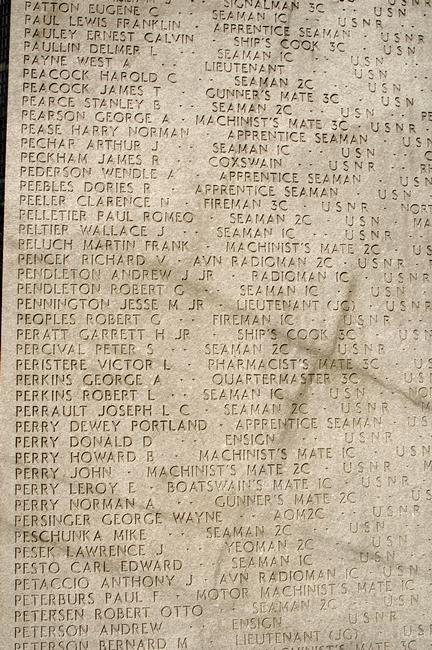 PATTON EUGENE C · SIGNALMAN 3C · USNR
PAUL LEWIS FRANKLIN · SEAMAN 1C · USN
PAULEY ERNEST CALVIN · APPRENTICE SEAMAN · USNR
PAULLIN DELMER L · SHIP'S COOK 3C · USNR
PAYNE WEST A · SEAMAN 1C
PEACOCK HAROLD C · LIEUTENANT · USN
PEACOCK JAMES T · SEAMAN 2C · USN
PEARCE STANLEY B · GUNNER'S MATE 3C · USN
PEARSON GEORGE A · SEAMAN 2C · USN
PEASE HARRY NORMAN · MACHINIST'S MATE 3C · USNR
PECHAR ARTHUR J · APPRENTICE SEAMAN · USN
PECKHAM JAMES R · SEAMAN 1C · USN
PEDERSON WENDLE A · COXSWAIN · USNR
PEEBLES DORIES R · APPRENTICE SEAMAN
PEELER CLARENCE N · FIREMAN 3C · USNR
PELLETIER PAUL ROMEO · SEAMAN 2C · USN
PELTIER WALLACE J · SEAMAN 1C · USNR
PELUCH MARTIN FRANK · MACHINIST'S MATE 2C · USN
PENCEK RICHARD V · AVN RADIOMAN 2C · USNR
PENDLETON ANDREW J JR · RADIOMAN 1C · USN
PENDLETON ROBERT G · SEAMAN 1C · USN
PENNINGTON JESSE M JR · LIEUTENANT (JG) · USNR
PEOPLES ROBERT G · FIREMAN 1C · USNR
PERATT GARRETT H JR · SHIP'S COOK 3C · USN
PERCIVAL PETER S · SEAMAN 2C · USNR
PERISTERE VICTOR L · PHARMACIST'S MATE 3C · USNR
PERKINS GEORGE A · QUARTERMASTER 3C · USN
PERKINS ROBERT L · SEAMAN 1C · USN
PERRAULT JOSEPH L C · SEAMAN 2C · USNR
PERRY DEWEY PORTLAND · APPRENTICE SEAMAN · USN
PERRY DONALD D · ENSIGN · USNR
PERRY HOWARD B · MACHINIST'S MATE 1C · USN
PERRY JOHN · MACHINIST'S MATE 2C · USNR
PERRY LEROY E · BOATSWAIN'S MATE 1C · USNR
PERRY NORMAN A · GUNNER'S MATE 2C · USN
PERSINGER GEORGE WAYNE · AOM2C · USNR
PESCHUNKA MIKE · SEAMAN 2C · USN
PESEK LAWRENCE J · YEOMAN 2C · USN
PESTO CARL EDWARD · SEAMAN 1C · USN
PETACCIO ANTHONY J · AVN RADIOMAN 1C · USNR
PETERBURS PAUL F · MOTOR MACHINIST'S MATE 1C
PETERSEN ROBERT OTTO · SEAMAN 2C · USN
PETERSON ANDREW · ENSIGN · USNR
PETERSON BERNARD M · LIEUTENANT (JG) · USN